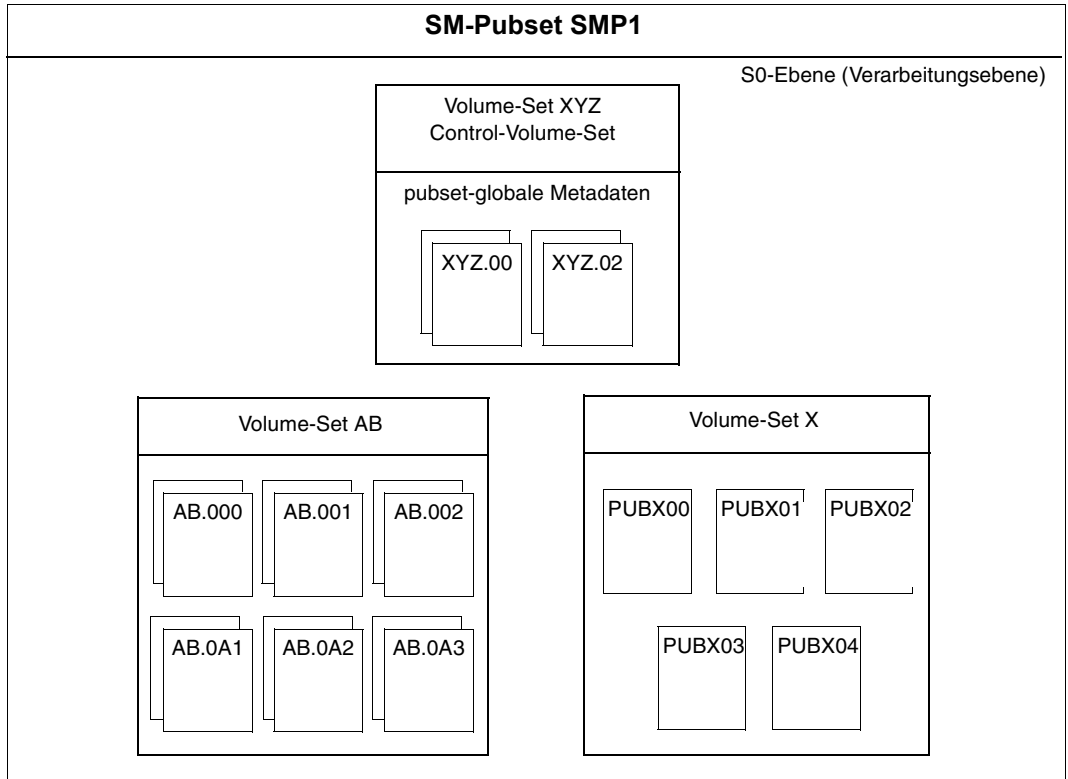 SM-Pubset SMP1
S0-Ebene (Verarbeitungsebene)
Volume-Set XYZ
Control-Volume-Set
pubset-globale Metadaten
XYZ.00
XYZ.02
Volume-Set AB
AB.000
AB.001
AB.002
AB.0A1
AB.0A2
AB.0A3
Volume-Set X
PUBX00
PUBX01
PUBX02
PUBX03
PUBX04